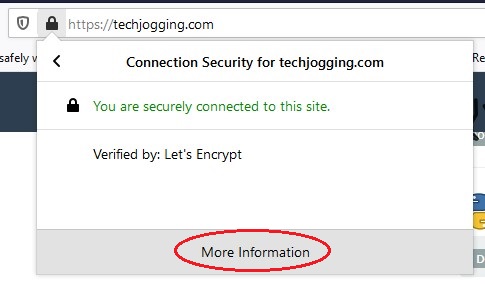 https://techjogging.com
safely w
Re
Connection Security for techjogging.com
You are securely connected to this site.
Verified by: Let's Encrypt
More Information
D